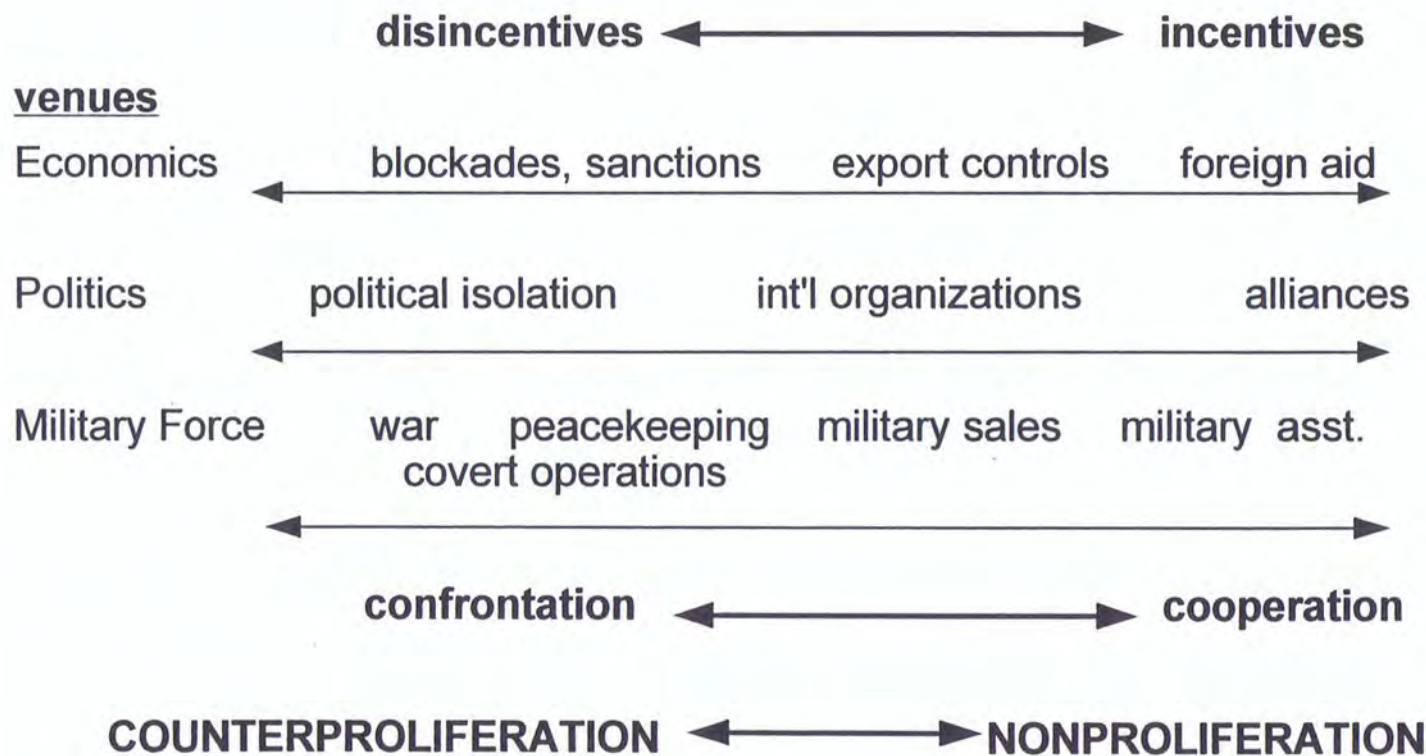 disincentives incentives
venues
Economics blockades, sanctions export controls foreign aid
Politics political isolation int'l organizations alliances
Military Force war peacekeeping military sales military asst.
covert operations
confrontation cooperation
COUNTERPROLIFERATION NONPROLIFERATION